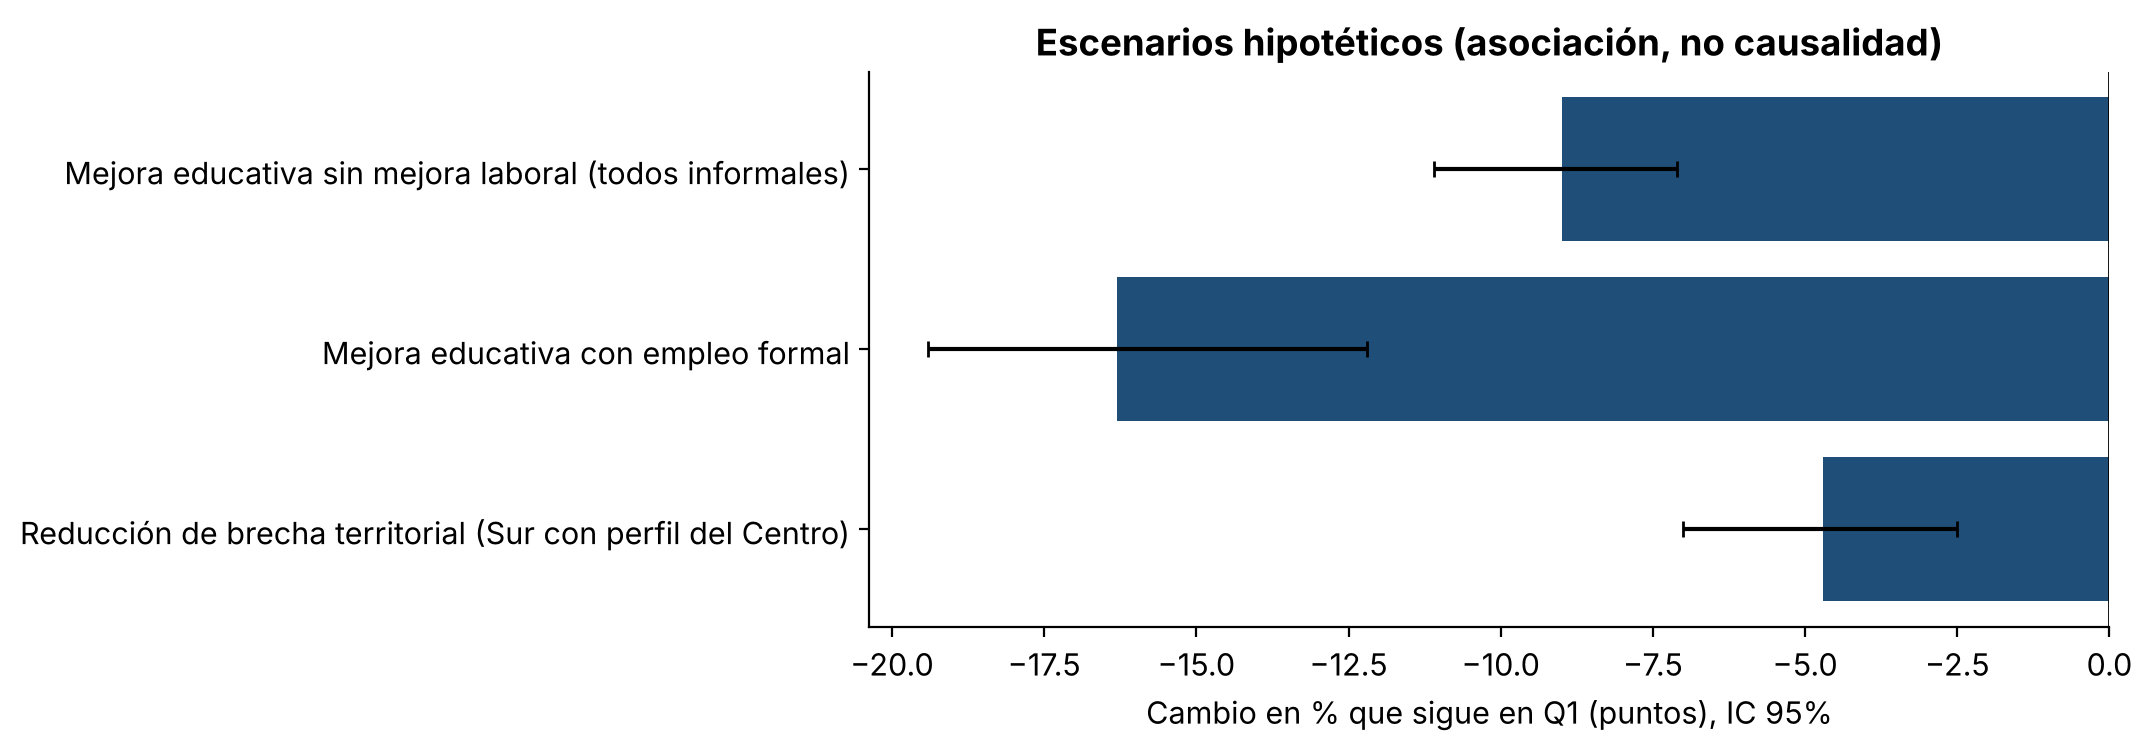 Escenarios hipotéticos (asociación, no causalidad)
Mejora educativa sin mejora laboral (todos informales)
Mejora educativa con empleo formal
Reducción de brecha territorial (Sur con perfil del Centro)
−20.0 −17.5 −15.0 −12.5 −10.0 −7.5 −5.0 −2.5 0.0
Cambio en % que sigue en Q1 (puntos), IC 95%